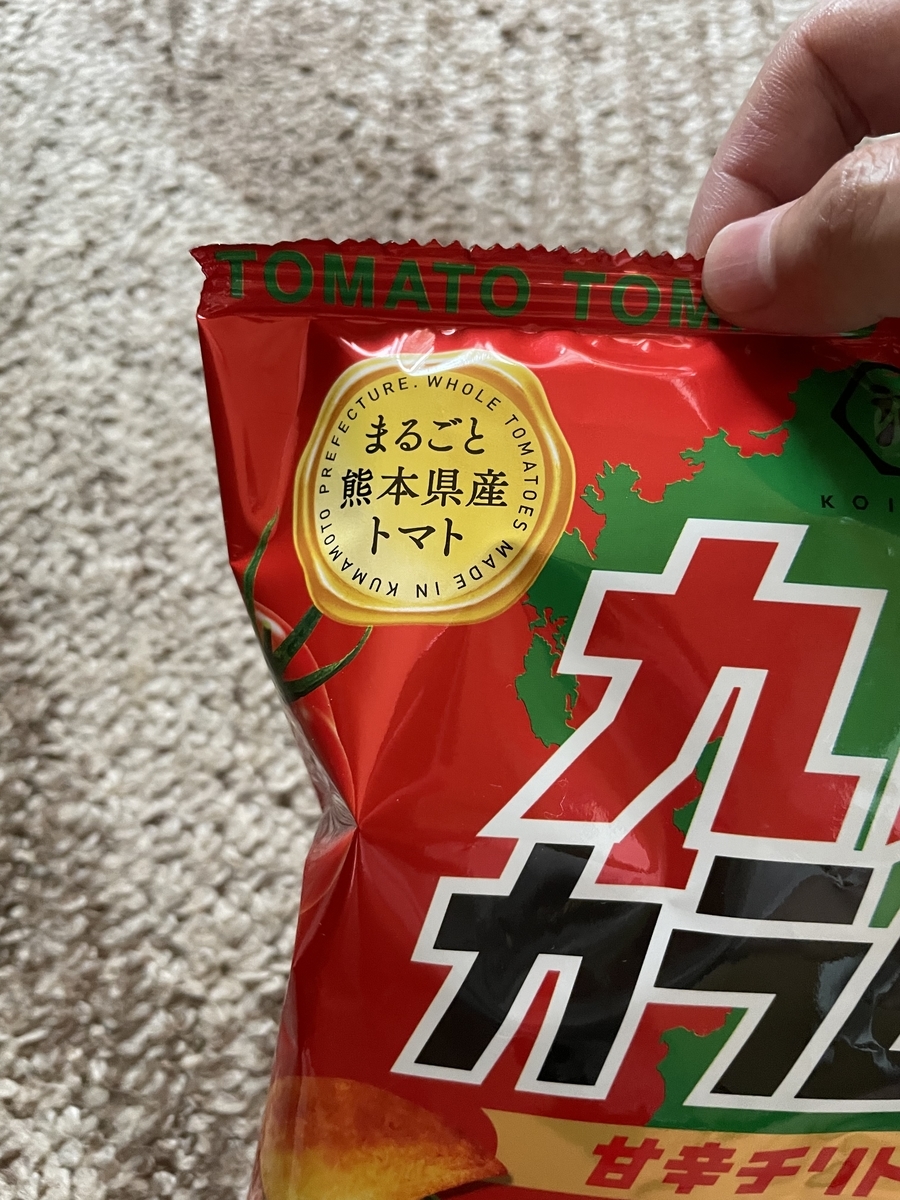 TOMATO TOM
WHOLE TOMATOES MADE IN KUMAMOTO PREFECTURE.
まるごと
熊本県産
トマト
KOI
九
カラ
甘辛チリト